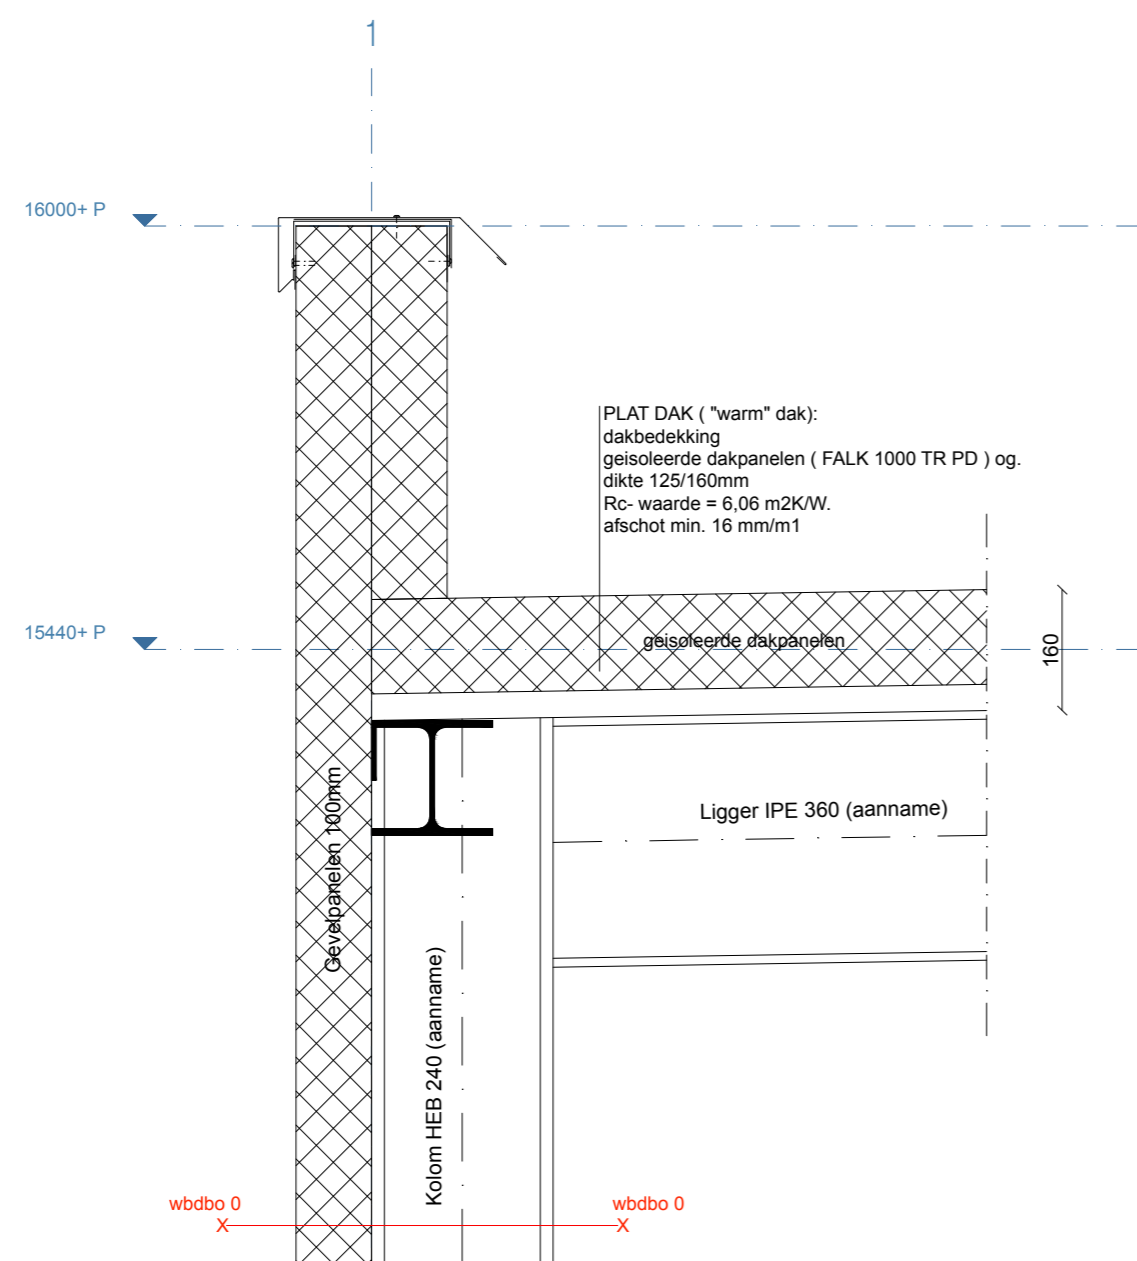 1
16000+ P
PLAT DAK ( "warm" dak):
dakbedekking
geisoleerde dakpanelen ( FALK 1000 TR PD ) og.
dikte 125/160mm
Rc- waarde = 6,06 m2K/W.
afschot min. 16 mm/m1
15440+ P
geisoleerde dakpanelen
160
Gevelpanelen 100mm
Ligger IPE 360 (aanname)
Kolom HEB 240 (aanname)
wbdbo 0
X
wbdbo 0
X